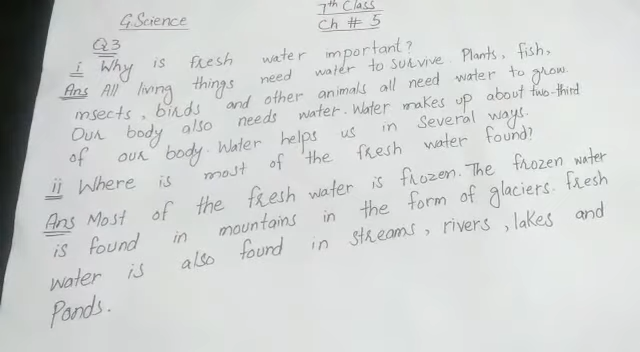 G.Science
7th Class
Ch # 5
Q3
i Why is fresh water important?
Ans All living things need water to survive. Plants, fish,
insects, birds and other animals all need water to grow.
Our body also needs water. Water makes up about two-third
of our body. Water helps us in several ways.
ii Where is most of the fresh water found?
Ans Most of the fresh water is frozen. The frozen water
is found in mountains in the form of glaciers. fresh
water is also found in streams, rivers, lakes and
Ponds.